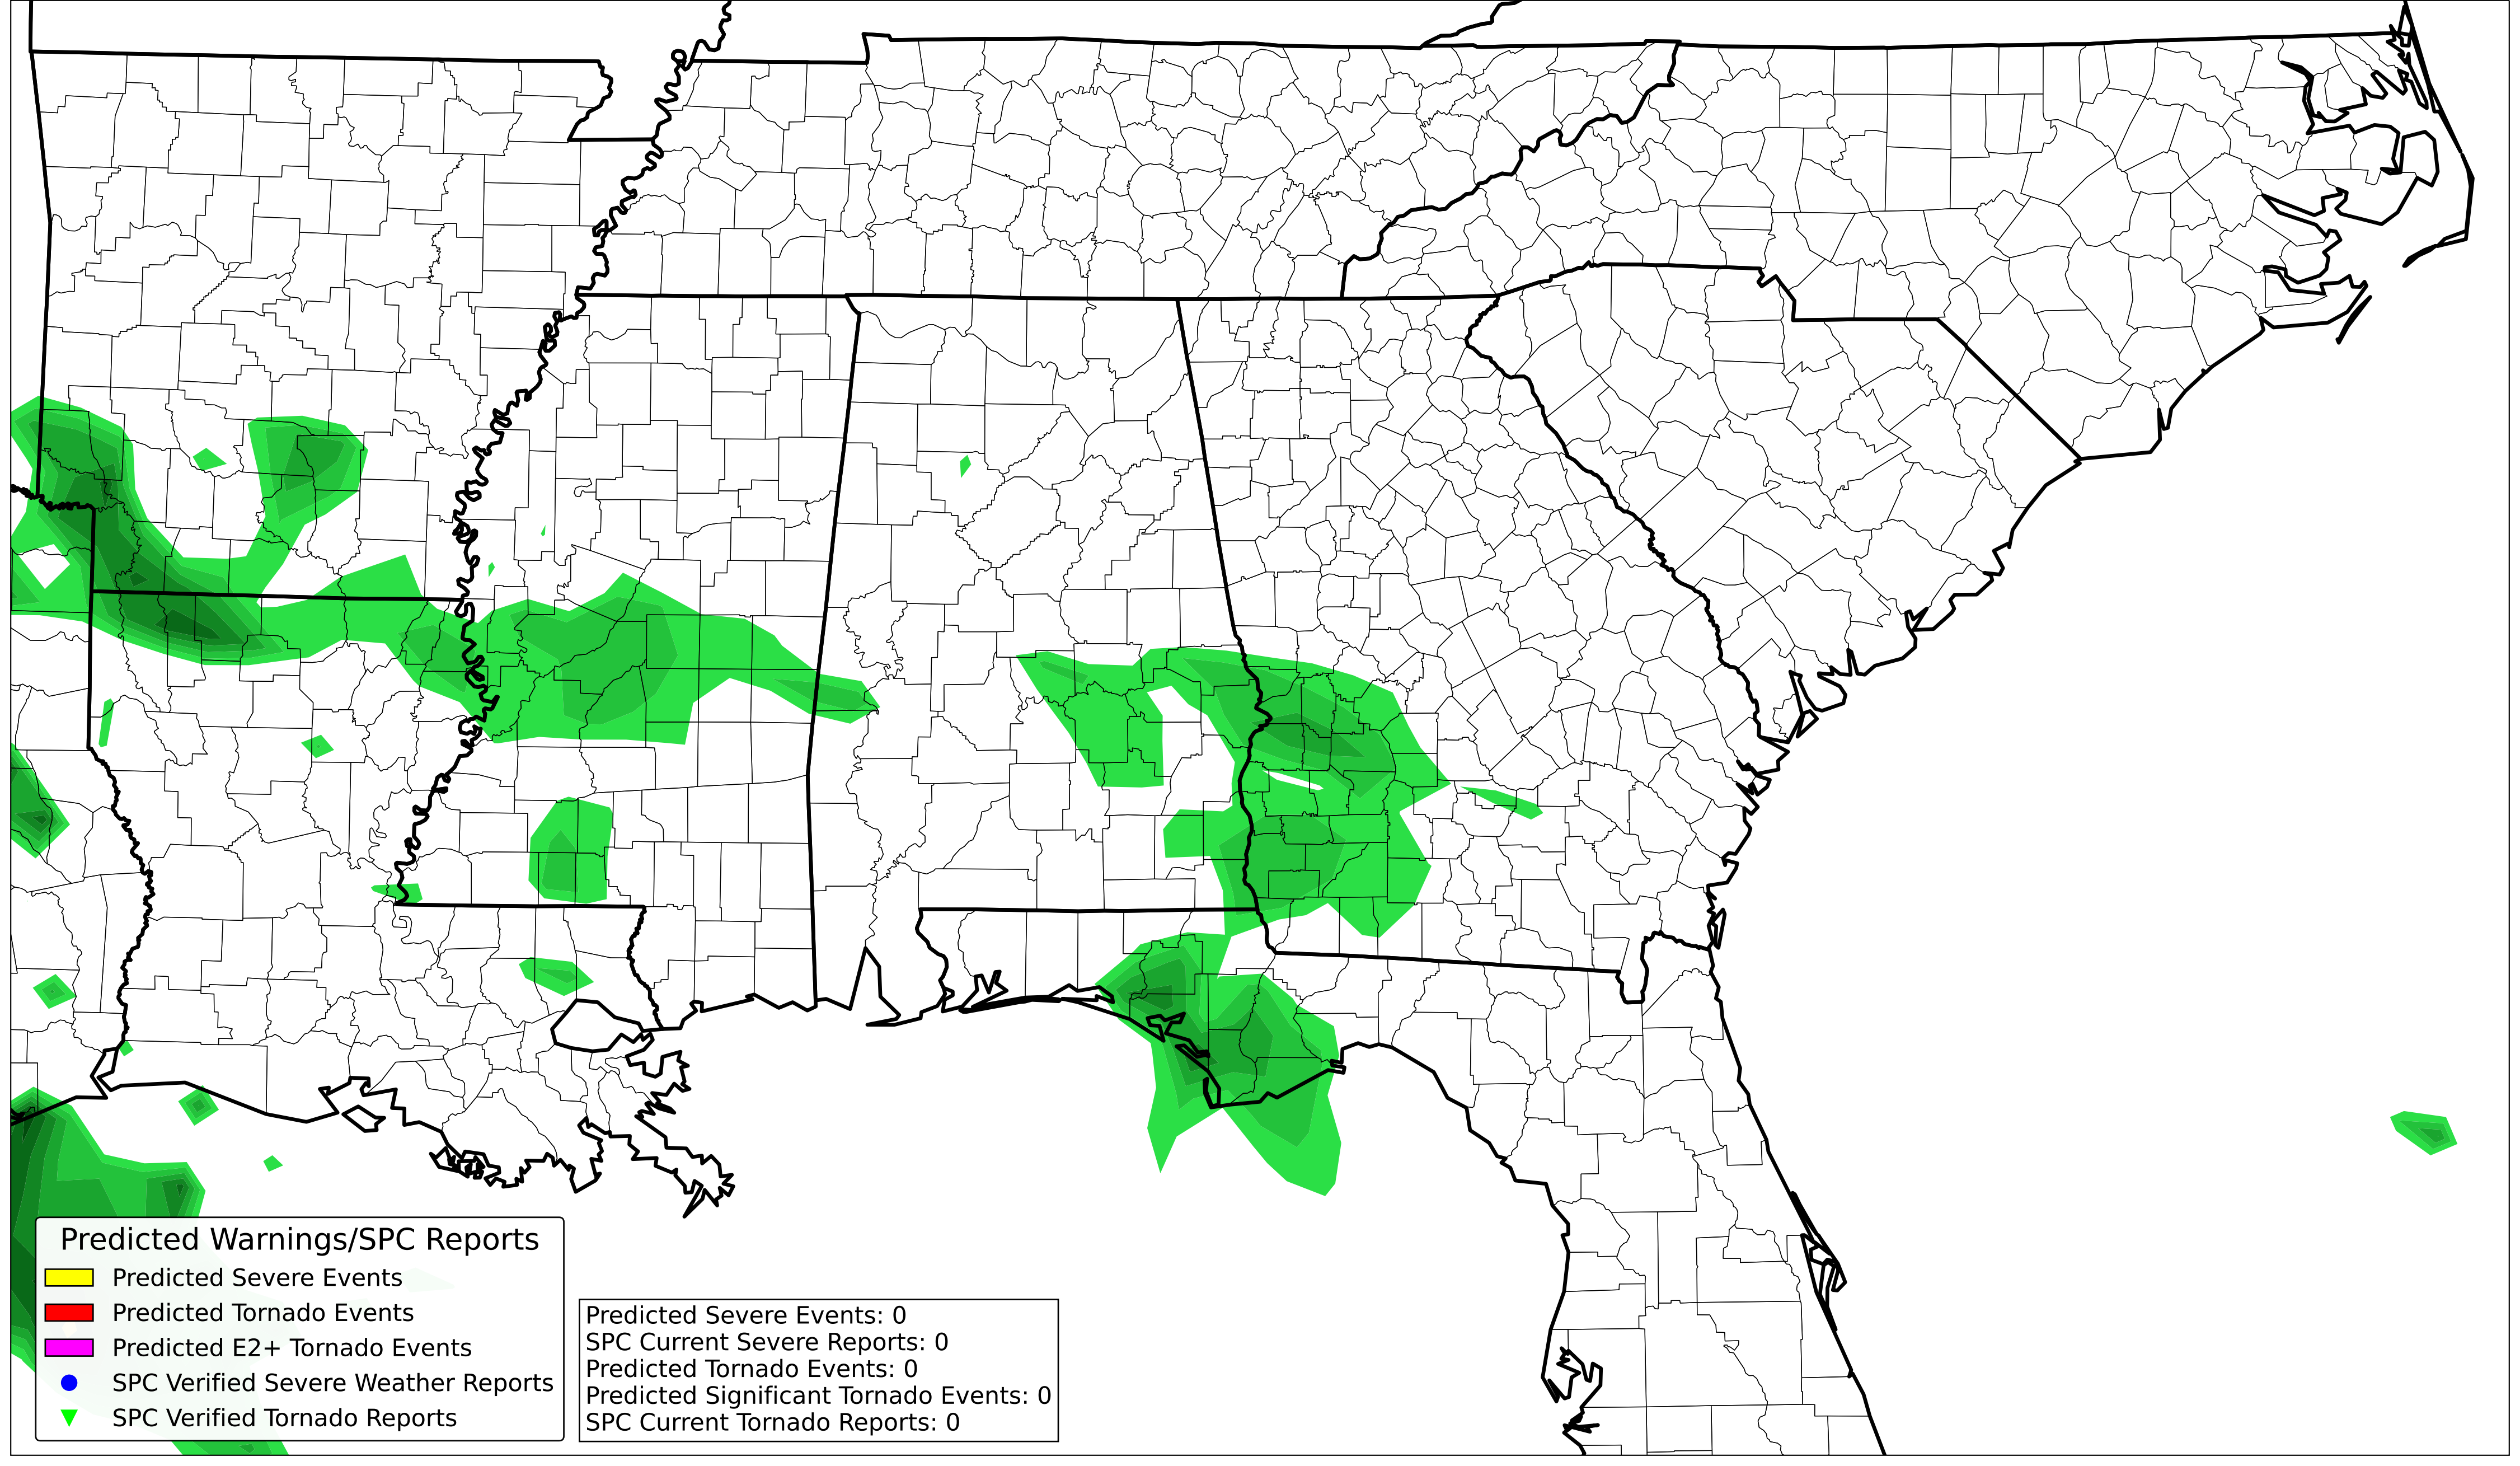 Predicted Warnings/SPC Reports
Predicted Severe Events
Predicted Tornado Events
Predicted E2+ Tornado Events
SPC Verified Severe Weather Reports
SPC Verified Tornado Reports
Predicted Severe Events: 0
SPC Current Severe Reports: 0
Predicted Tornado Events: 0
Predicted Significant Tornado Events: 0
SPC Current Tornado Reports: 0